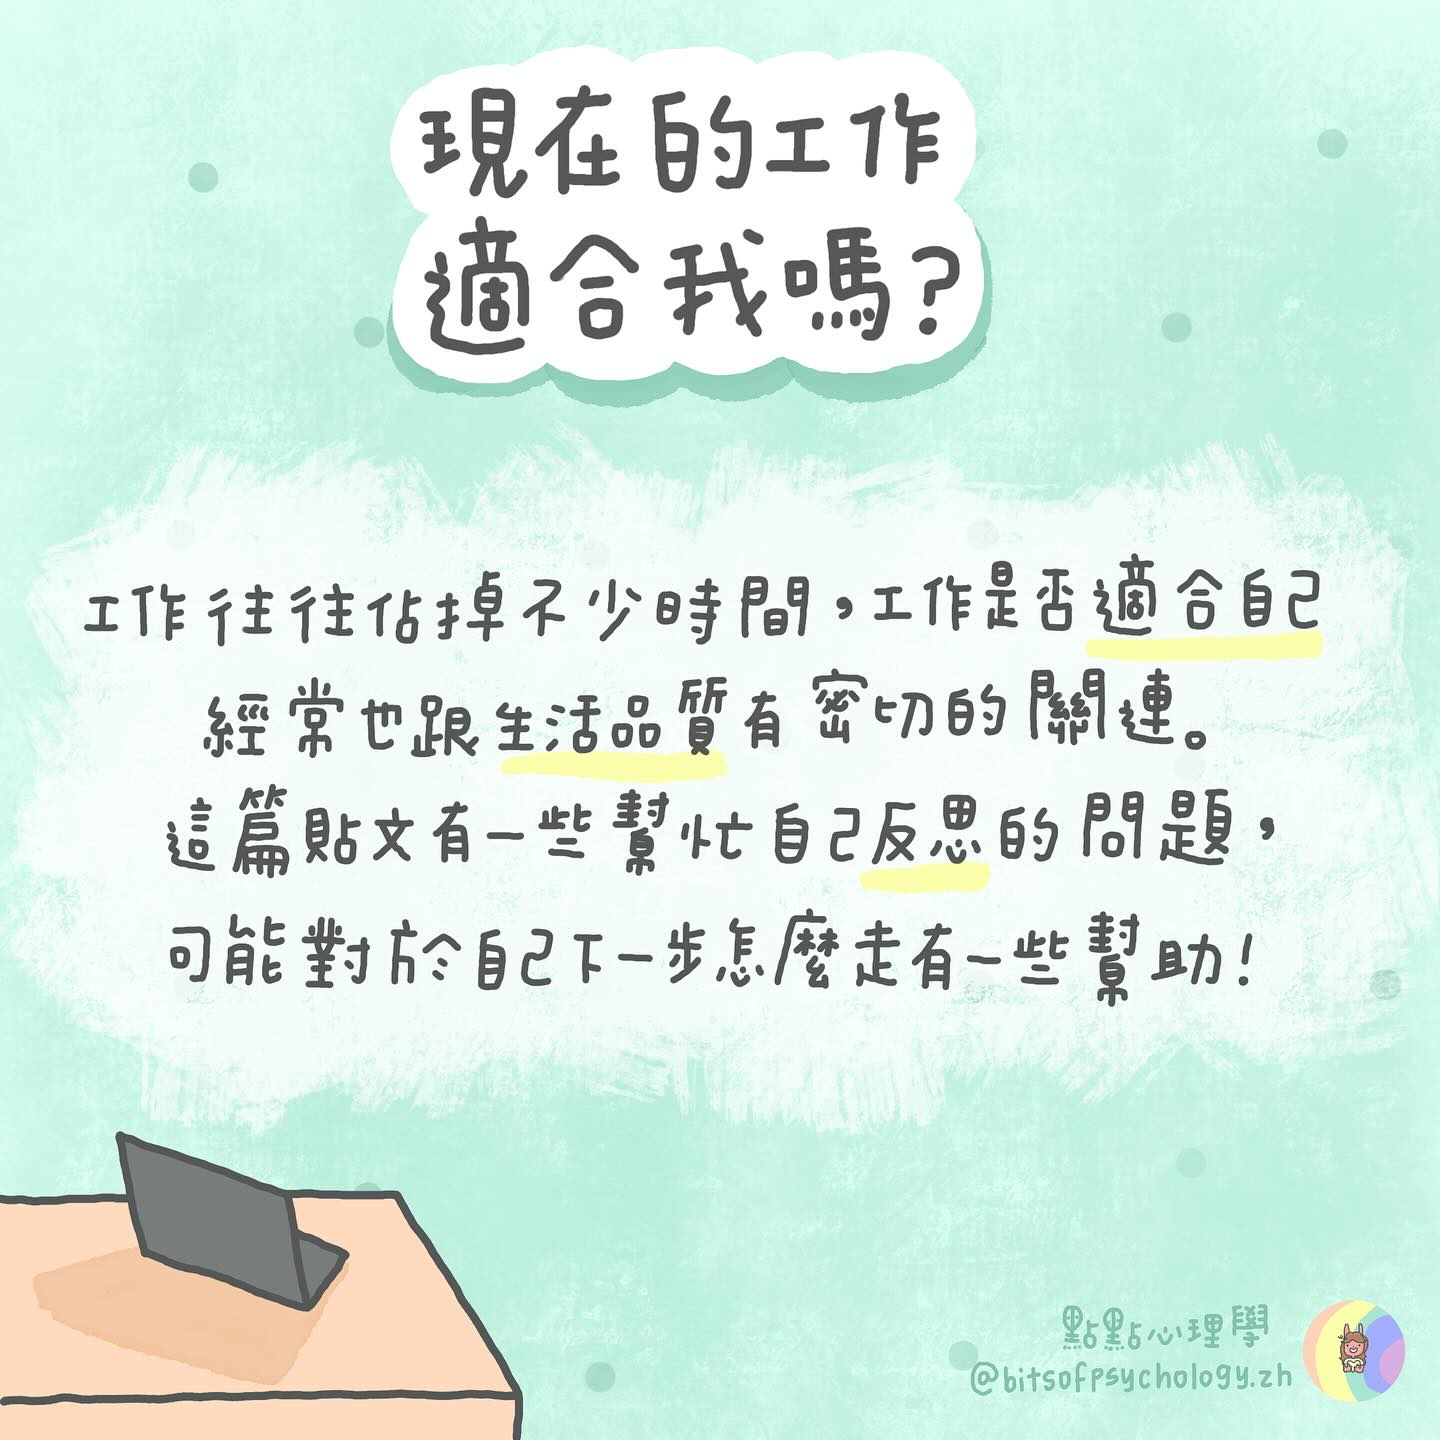 現在的工作
適合我嗎?
工作往往佔掉不少時間，工作是否適合自己
經常也跟生活品質有密切的關連。
這篇貼文有一些幫忙自己反思的問題，
可能對於自己下一步怎麼走有一些幫助!
點點心理學
@bitsofpsychology.zh